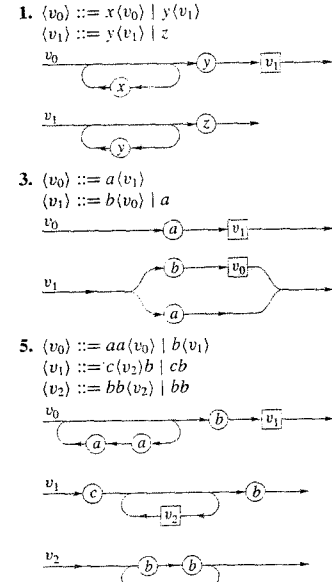 1. ⟨v₀⟩ ::= x⟨v₀⟩ | y⟨v₁⟩
⟨v₁⟩ ::= y⟨v₁⟩ | z
v₀
y
v₁
x
v₁
z
y
3. ⟨v₀⟩ ::= a⟨v₁⟩
⟨v₁⟩ ::= b⟨v₀⟩ | a
v₀
a
v₁
b
v₀
v₁
a
5. ⟨v₀⟩ ::= aa⟨v₀⟩ | b⟨v₁⟩
⟨v₁⟩ ::= c⟨v₂⟩b | cb
⟨v₂⟩ ::= bb⟨v₂⟩ | bb
v₀
b
v₁
a a
v₁
c
b
v₂
v₂
b b